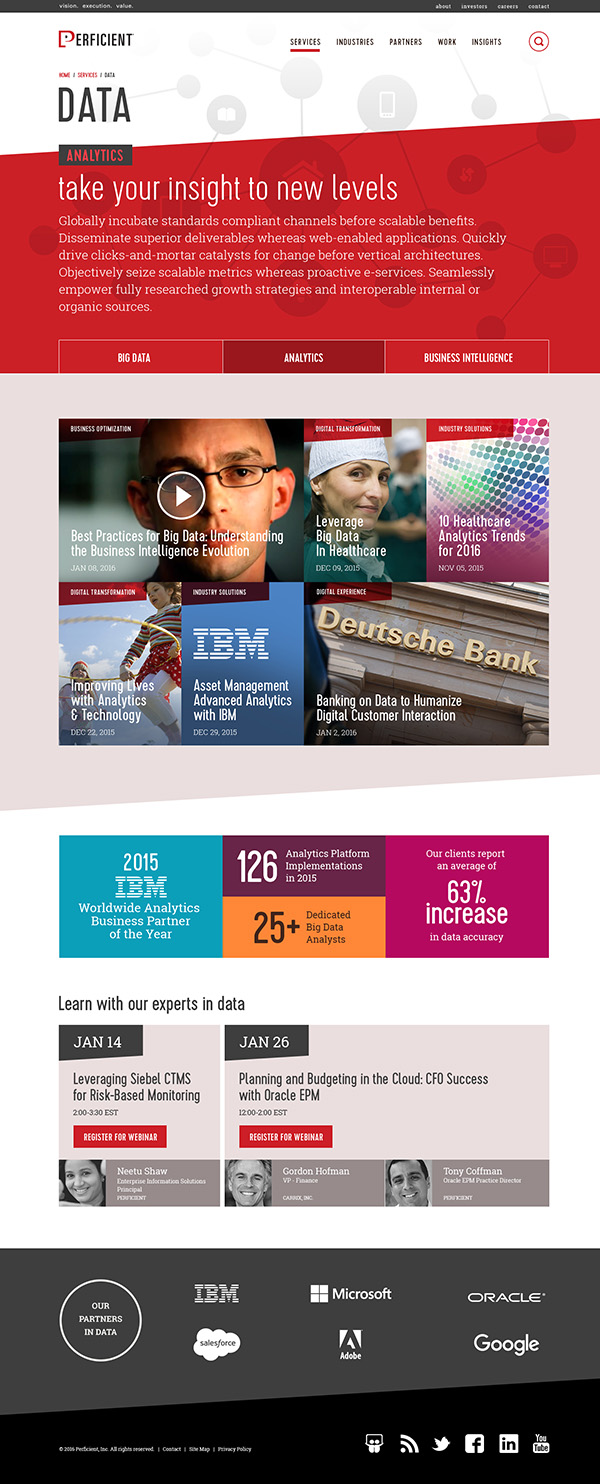 vision. execution. value.
about investors careers contact
PERFICIENT
SERVICES INDUSTRIES PARTNERS WORK INSIGHTS
HOME / SERVICES / DATA
DATA
ANALYTICS
take your insight to new levels
Globally incubate standards compliant channels before scalable benefits.
Disseminate superior deliverables whereas web-enabled applications. Quickly
drive clicks-and-mortar catalysts for change before vertical architectures.
Objectively seize scalable metrics whereas proactive e-services. Seamlessly
empower fully researched growth strategies and interoperable internal or
organic sources.
BIG DATA
ANALYTICS
BUSINESS INTELLIGENCE
BUSINESS OPTIMIZATION
Best Practices for Big Data: Understanding
the Business Intelligence Evolution
JAN 08, 2016
DIGITAL TRANSFORMATION
Leverage
Big Data
In Healthcare
DEC 09, 2015
INDUSTRY SOLUTIONS
10 Healthcare
Analytics Trends
for 2016
NOV 05, 2015
DIGITAL TRANSFORMATION
Improving Lives
with Analytics
& Technology
DEC 22, 2015
INDUSTRY SOLUTIONS
IBM
Asset Management
Advanced Analytics
with IBM
DEC 29, 2015
DIGITAL EXPERIENCE
Deutsche Bank
Banking on Data to Humanize
Digital Customer Interaction
JAN 2, 2016
2015
IBM
Worldwide Analytics
Business Partner
of the Year
126
Analytics Platform
Implementations
in 2015
25+
Dedicated
Big Data
Analysts
Our clients report
an average of
63%
increase
in data accuracy
Learn with our experts in data
JAN 14
Leveraging Siebel CTMS
for Risk-Based Monitoring
2:00-3:30 EST
REGISTER FOR WEBINAR
Neetu Shaw
Enterprise Information Solutions
Principal
PERFICIENT
JAN 26
Planning and Budgeting in the Cloud: CFO Success
with Oracle EPM
12:00-2:00 EST
REGISTER FOR WEBINAR
Gordon Hofman
VP - Finance
CARRIX, INC.
Tony Coffman
Oracle EPM Practice Director
PERFICIENT
OUR
PARTNERS
IN DATA
IBM
Microsoft
ORACLE
salesforce
Adobe
Google
© 2016 Perficient, Inc. All rights reserved. | Contact | Site Map | Privacy Policy
You
Tube